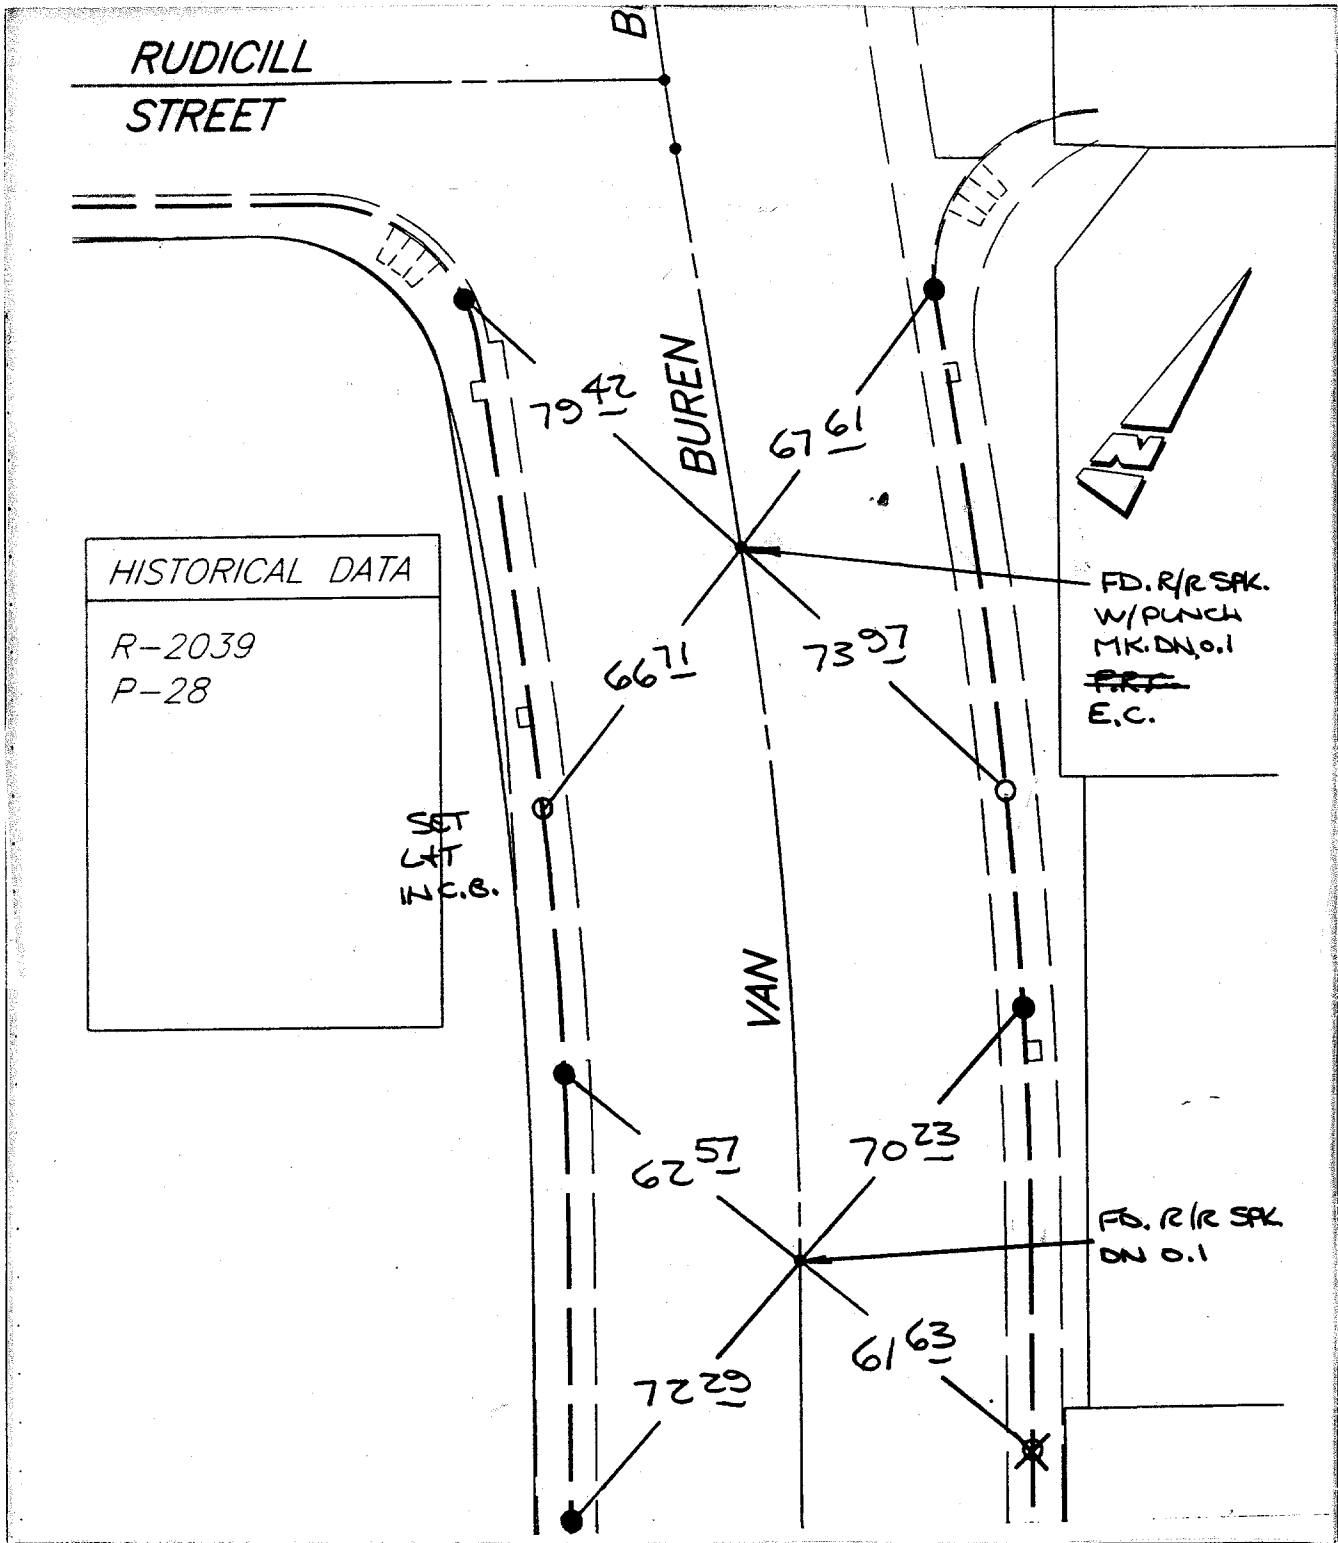 RUDICILL
STREET
BU
BUREN
79 42
67 61
HISTORICAL DATA
R-2039
P-28
FD. R/R SPK.
W/PUNCH
MK. DN, 0.1
E.C.
66 71
73 97
SET
L&T
IN C.B.
VAN
62 57
70 23
FD. R/R SPK
DN 0.1
72 29
61 63
N